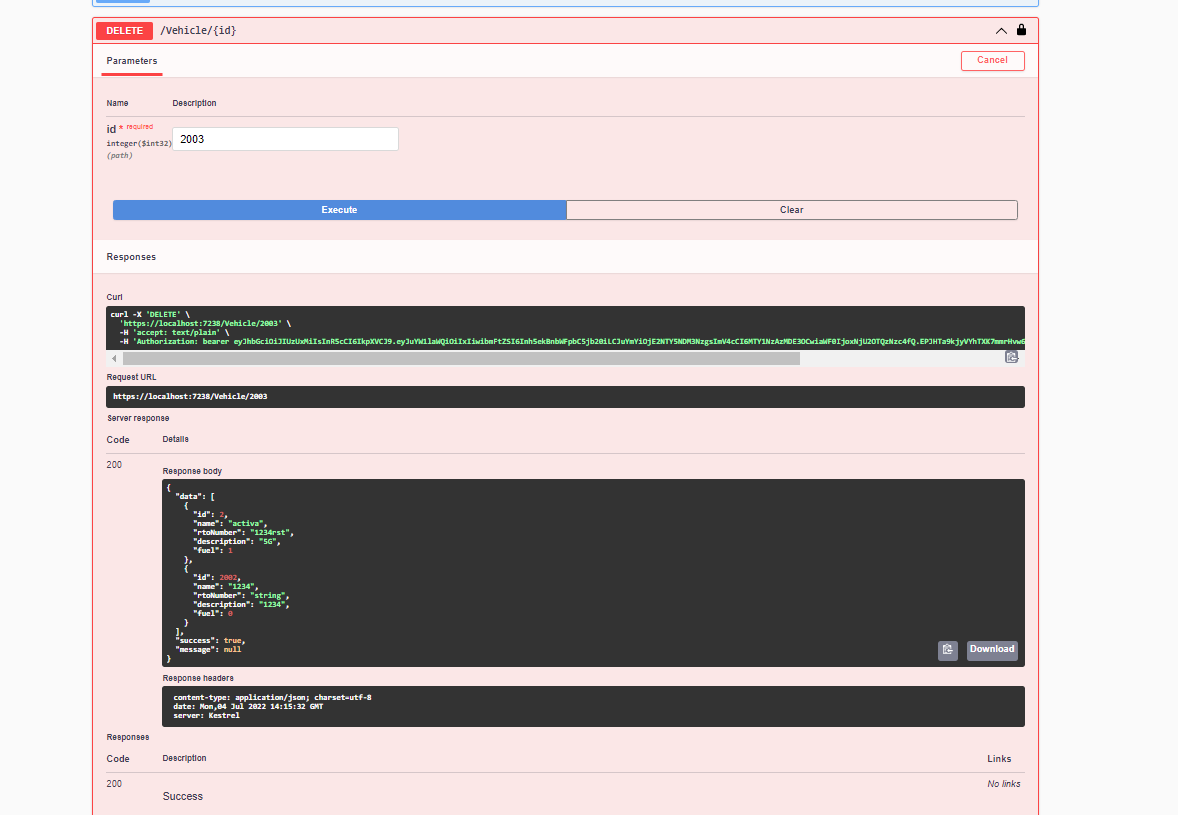 DELETE /Vehicle/{id}
Parameters
Cancel
Name Description
id * required
integer($int32)
(path)
2003
Execute Clear
Responses
Curl
curl -X 'DELETE' \
'https://localhost:7238/Vehicle/2003' \
-H 'accept: text/plain' \
Request URL
https://localhost:7238/Vehicle/2003
Server response
Code Details
200
Response body
{
"data": [
{
"id": 2,
"name": "activa",
"rtoNumber": "1234rst",
"description": "5G",
"fuel": 1
},
{
"id": 2002,
"name": "1234",
"rtoNumber": "string",
"description": "1234",
"fuel": 0
}
],
"success": true,
"message": null
}
Download
Response headers
content-type: application/json; charset=utf-8
date: Mon,04 Jul 2022 14:15:32 GMT
server: Kestrel
Responses
Code Description Links
200
Success
No links